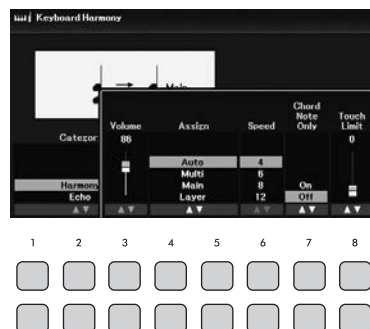 Keyboard Harmony
Main
Chord
Note
Only
Touch
Limit
Category
Volume
Assign
Speed
86
0
Auto
4
Multi
6
Harmony
Main
8
On
Echo
Layer
12
Off
1 2 3 4 5 6 7 8